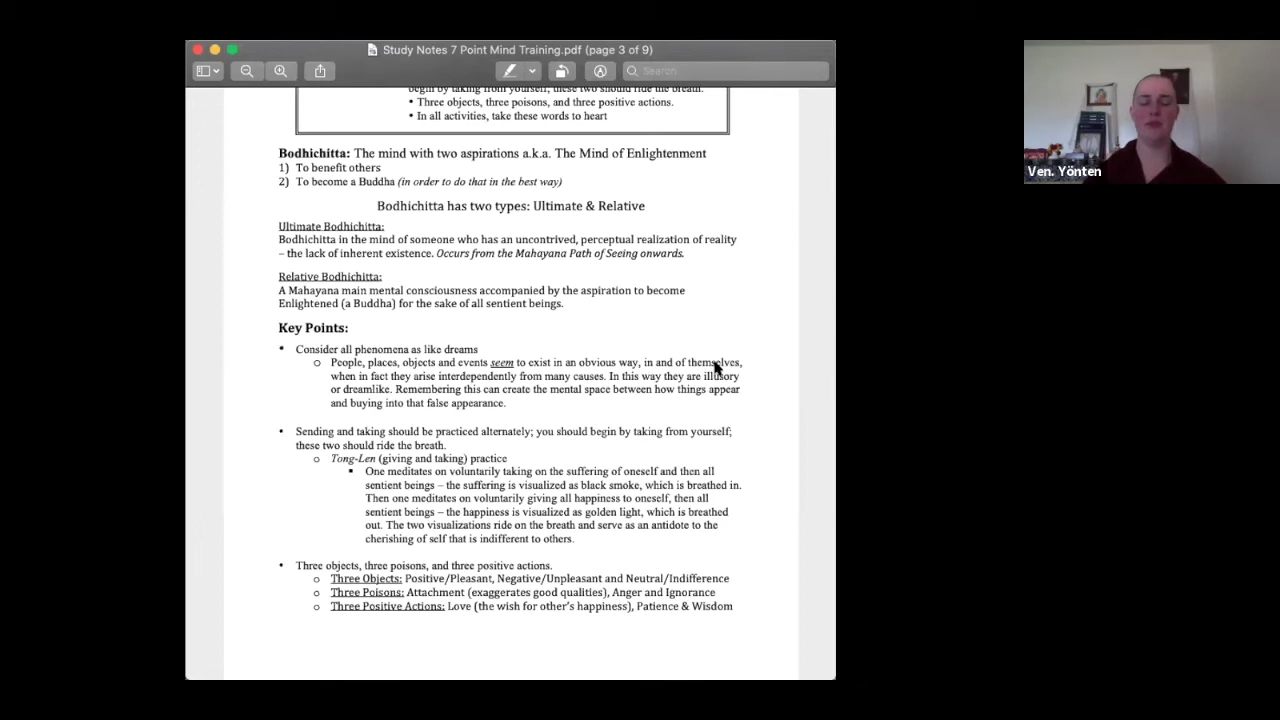 Study Notes 7 Point Mind Training.pdf (page 3 of 9)
Search
begin by taking from yourself, these two should ride the breath.
• Three objects, three poisons, and three positive actions.
• In all activities, take these words to heart
Bodhichitta: The mind with two aspirations a.k.a. The Mind of Enlightenment
1) To benefit others
2) To become a Buddha (in order to do that in the best way)
Bodhichitta has two types: Ultimate & Relative
Ultimate Bodhichitta:
Bodhichitta in the mind of someone who has an uncontrived, perceptual realization of reality
– the lack of inherent existence. Occurs from the Mahayana Path of Seeing onwards.
Relative Bodhichitta:
A Mahayana main mental consciousness accompanied by the aspiration to become
Enlightened (a Buddha) for the sake of all sentient beings.
Key Points:
• Consider all phenomena as like dreams
o People, places, objects and events seem to exist in an obvious way, in and of themselves,
when in fact they arise interdependently from many causes. In this way they are illusory
or dreamlike. Remembering this can create the mental space between how things appear
and buying into that false appearance.
• Sending and taking should be practiced alternately; you should begin by taking from yourself;
these two should ride the breath.
o Tong-Len (giving and taking) practice
▪ One meditates on voluntarily taking on the suffering of oneself and then all
sentient beings – the suffering is visualized as black smoke, which is breathed in.
Then one meditates on voluntarily giving all happiness to oneself, then all
sentient beings – the happiness is visualized as golden light, which is breathed
out. The two visualizations ride on the breath and serve as an antidote to the
cherishing of self that is indifferent to others.
• Three objects, three poisons, and three positive actions.
o Three Objects: Positive/Pleasant, Negative/Unpleasant and Neutral/Indifference
o Three Poisons: Attachment (exaggerates good qualities), Anger and Ignorance
o Three Positive Actions: Love (the wish for other's happiness), Patience & Wisdom
Ven. Yönten